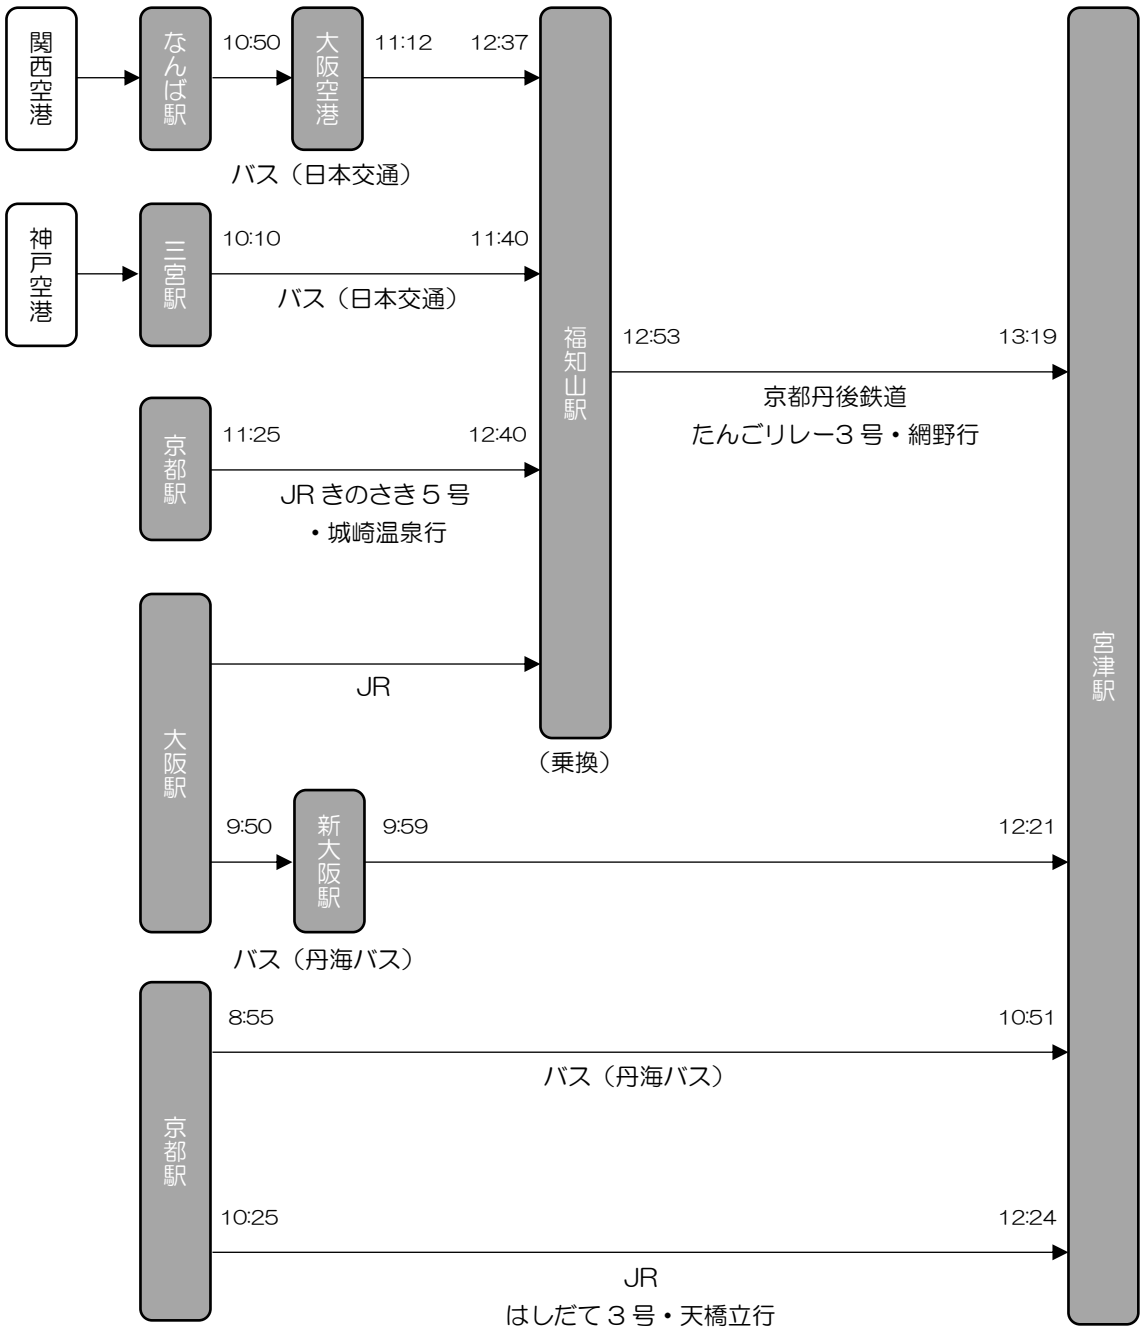 関西空港
なんば駅
10:50
大阪空港
11:12
12:37
バス（日本交通）
神戸空港
三宮駅
10:10
11:40
バス（日本交通）
福知山駅
（乗換）
12:53
13:19
京都丹後鉄道
たんごリレー3 号・網野行
京都駅
11:25
12:40
JR きのさき 5 号
・城崎温泉行
大阪駅
JR
9:50
新大阪駅
9:59
12:21
バス（丹海バス）
宮津駅
京都駅
8:55
10:51
バス（丹海バス）
10:25
12:24
JR
はしだて 3 号・天橋立行